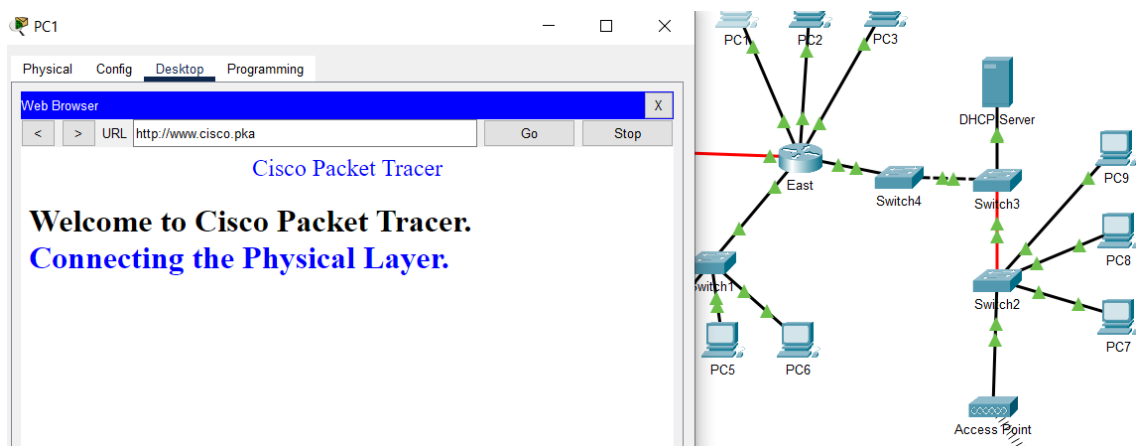 PC1
Physical Config Desktop Programming
Web Browser X
< > URL http://www.cisco.pka Go Stop
Cisco Packet Tracer
Welcome to Cisco Packet Tracer.
Connecting the Physical Layer.
PC1 PC2 PC3
DHCP Server
PC9
East
Switch4
Switch3
PC8
Switch2
PC5
PC6
PC7
Access Point